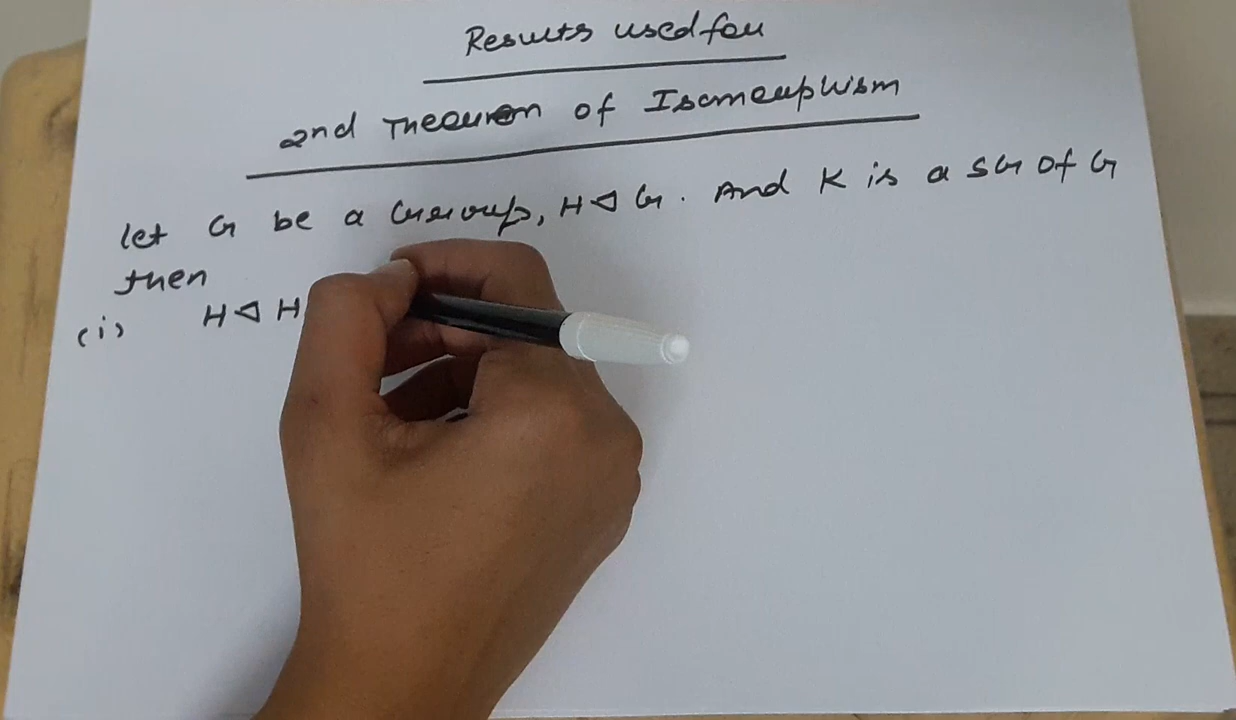 Results used for
2nd Theorem of Isomorphism
let G be a Group, H ⊲ G. And K is a SG of G
then
(i) H ⊲ H